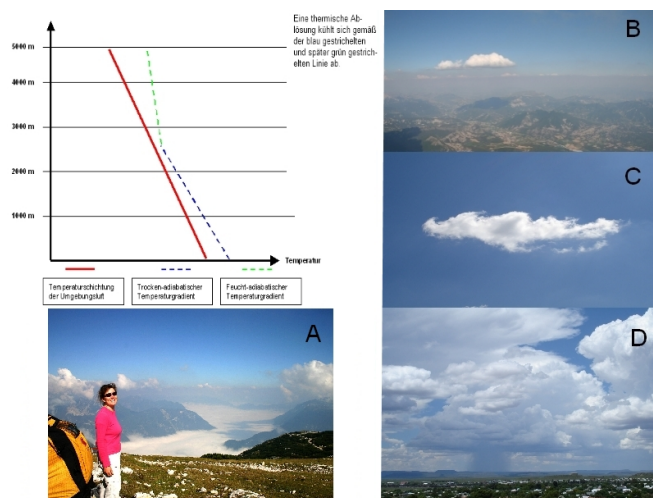 Eine thermische Ab-
lösung kühlt sich gemäß
der blau gestrichelten
und später grün gestrich-
elten Linie ab.
5000 m
4000 m
3000 m
2000 m
1000 m
Temperatur
Temperaturschichtung
der Umgebungsluft
Trocken-adiabatischer
Temperaturgradient
Feucht-adiabatischer
Temperaturgradient
A
B
C
D